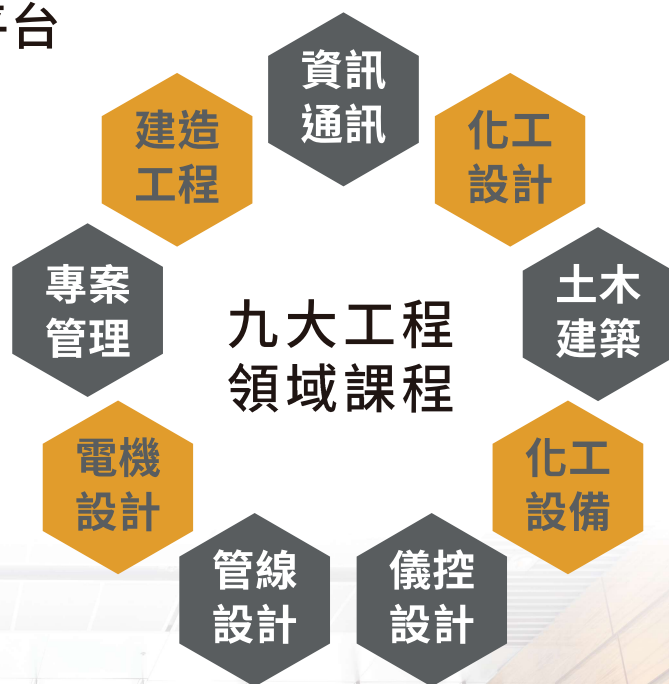 平台
資訊
通訊
建造
工程
化工
設計
專案
管理
土木
建築
九大工程
領域課程
電機
設計
化工
設備
管線
設計
儀控
設計